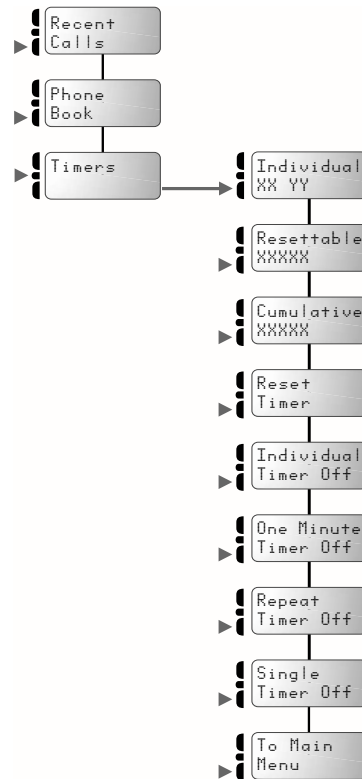 Recent
Calls
Phone
Book
Timers
Individual
XX YY
Resettable
XXXXX
Cumulative
XXXXX
Reset
Timer
Individual
Timer Off
One Minute
Timer Off
Repeat
Timer Off
Single
Timer Off
To Main
Menu